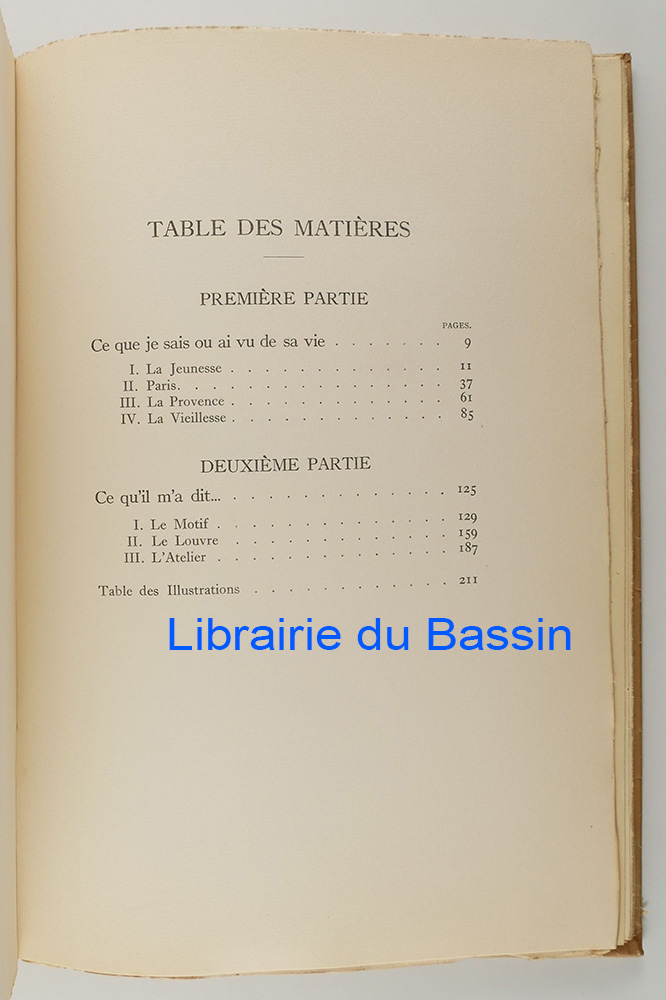 TABLE DES MATIÈRES
PREMIÈRE PARTIE
PAGES.
Ce que je sais ou ai vu de sa vie . . . . . . . 9
I. La Jeunesse . . . . . . . . . . . . . 11
II. Paris. . . . . . . . . . . . . . . . 37
III. La Provence . . . . . . . . . . . . . 61
IV. La Vieillesse . . . . . . . . . . . . . 85
DEUXIÈME PARTIE
Ce qu'il m'a dit... . . . . . . . . . . . . . 125
I. Le Motif . . . . . . . . . . . . . . 129
II. Le Louvre . . . . . . . . . . . . . 159
III. L'Atelier . . . . . . . . . . . . . . 187
Table des Illustrations . . . . . . . . . . . 211
Librairie du Bassin